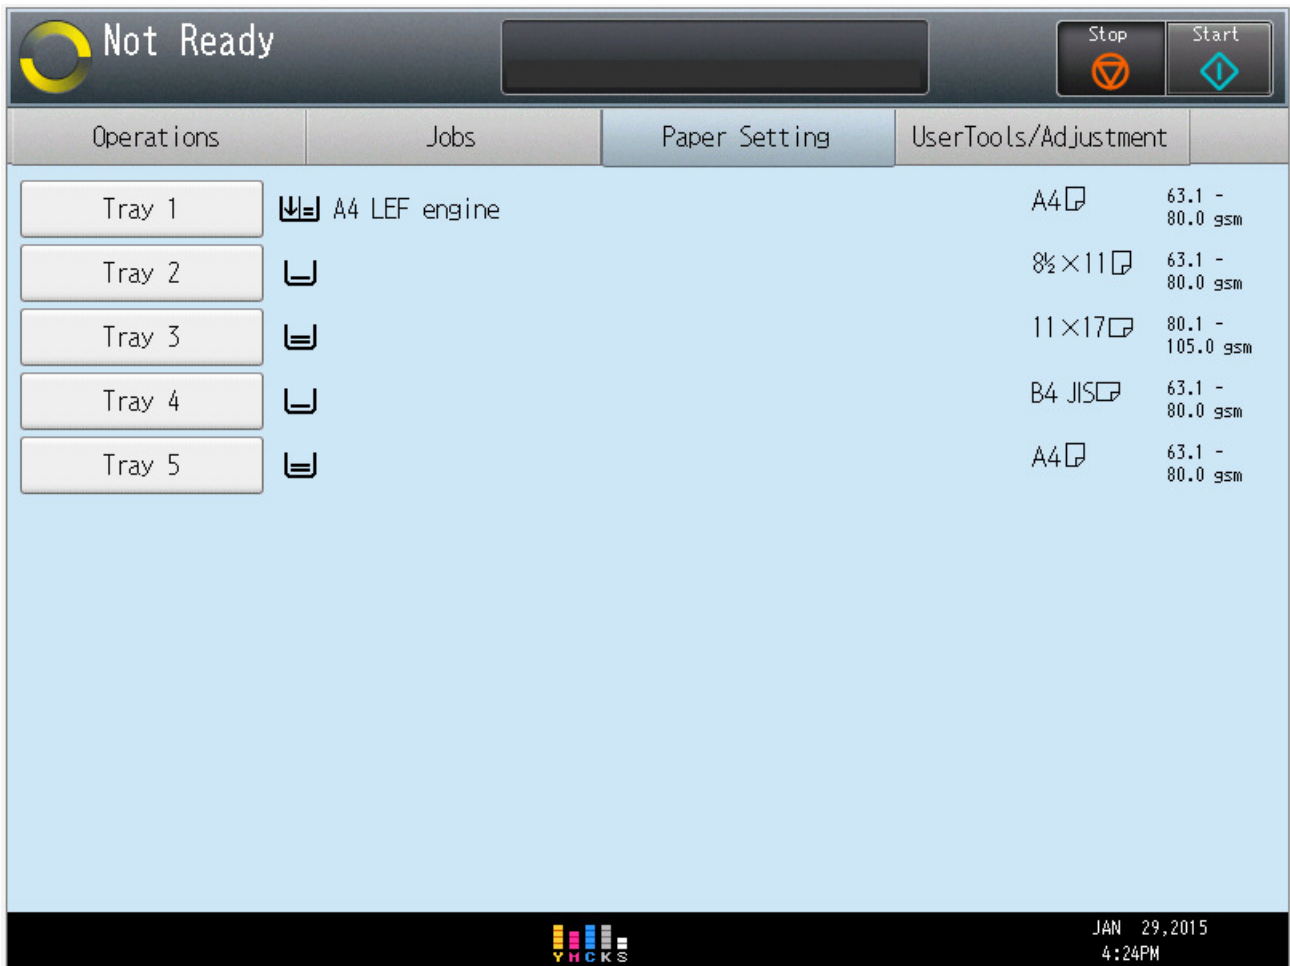 Not Ready
Stop
Start
Operations
Jobs
Paper Setting
UserTools/Adjustment
Tray 1
A4 LEF engine
A4
63.1 -
80.0 gsm
Tray 2
8½×11
63.1 -
80.0 gsm
Tray 3
11×17
80.1 -
105.0 gsm
Tray 4
B4 JIS
63.1 -
80.0 gsm
Tray 5
A4
63.1 -
80.0 gsm
Y M C K S
JAN 29,2015
4:24PM